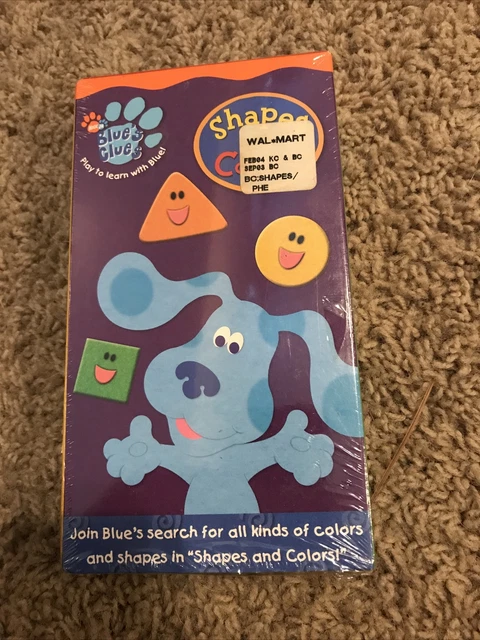 Blue's
Clues
Play to learn with Blue!
Shapes
WAL★MART
FEB04 KC & BC
SEP03 BC
BC:SHAPES/
PHE
Join Blue's search for all kinds of colors
and shapes in "Shapes and Colors!"